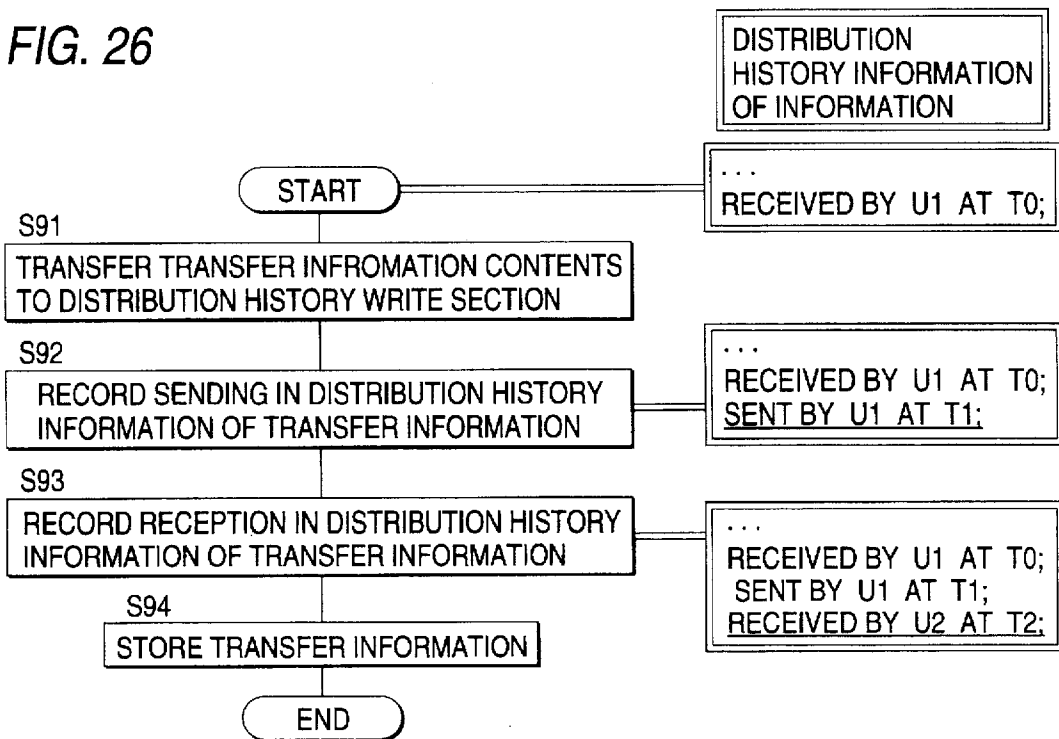 FIG. 26
DISTRIBUTION
HISTORY INFORMATION
OF INFORMATION
START
. . .
RECEIVED BY U1 AT T0;
S91
TRANSFER TRANSFER INFROMATION CONTENTS
TO DISTRIBUTION HISTORY WRITE SECTION
S92
RECORD SENDING IN DISTRIBUTION HISTORY
INFORMATION OF TRANSFER INFORMATION
. . .
RECEIVED BY U1 AT T0;
SENT BY U1 AT T1;
S93
RECORD RECEPTION IN DISTRIBUTION HISTORY
INFORMATION OF TRANSFER INFORMATION
. . .
RECEIVED BY U1 AT T0;
SENT BY U1 AT T1;
RECEIVED BY U2 AT T2;
S94
STORE TRANSFER INFORMATION
END